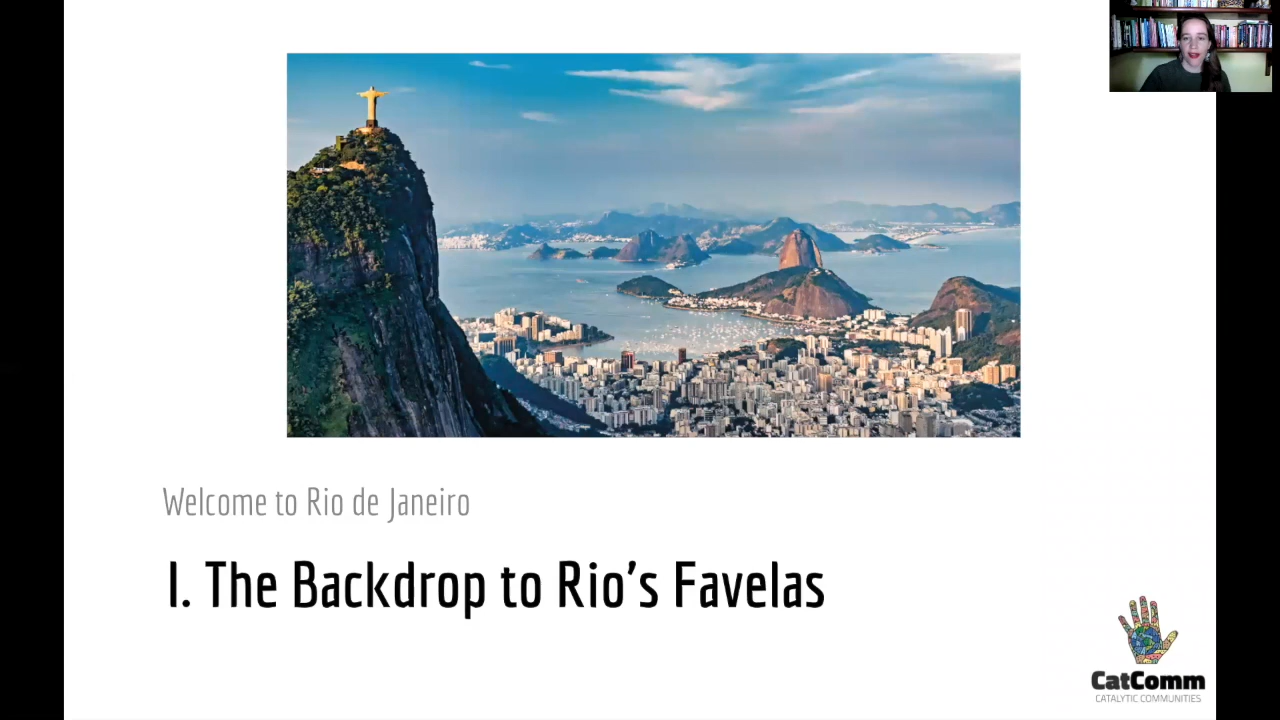 Welcome to Rio de Janeiro
I. The Backdrop to Rio's Favelas
CatComm
CATALYTIC COMMUNITIES